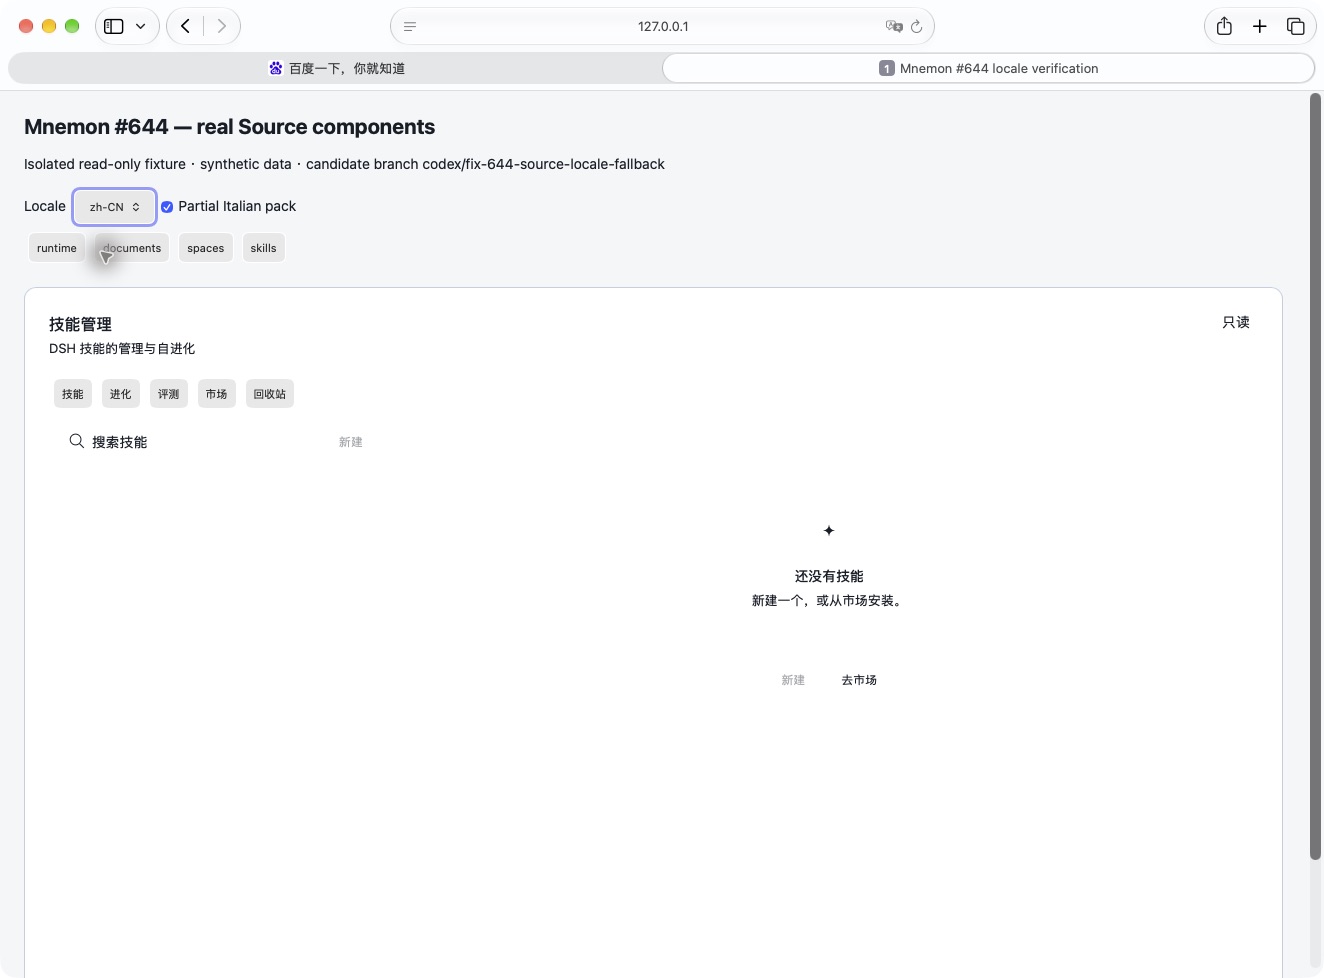 127.0.0.1
百度一下，你就知道
1 Mnemon #644 locale verification
Mnemon #644 — real Source components
Isolated read-only fixture · synthetic data · candidate branch codex/fix-644-source-locale-fallback
Locale zh-CN Partial Italian pack
runtime documents spaces skills
技能管理 只读
DSH 技能的管理与自进化
技能 进化 评测 市场 回收站
搜索技能 新建
还没有技能
新建一个，或从市场安装。
新建 去市场